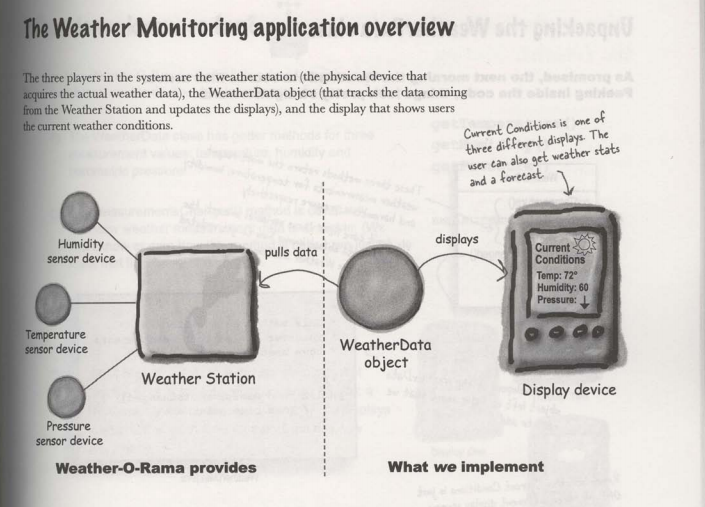 The Weather Monitoring application overview
The three players in the system are the weather station (the physical device that
acquires the actual weather data), the WeatherData object (that tracks the data coming
from the Weather Station and updates the displays), and the display that shows users
the current weather conditions.
Current Conditions is one of
three different displays. The
user can also get weather stats
and a forecast.
Humidity
sensor device
Temperature
sensor device
Pressure
sensor device
Weather Station
pulls data
WeatherData
object
displays
Current
Conditions
Temp: 72°
Humidity: 60
Pressure:
Display device
Weather-O-Rama provides
What we implement